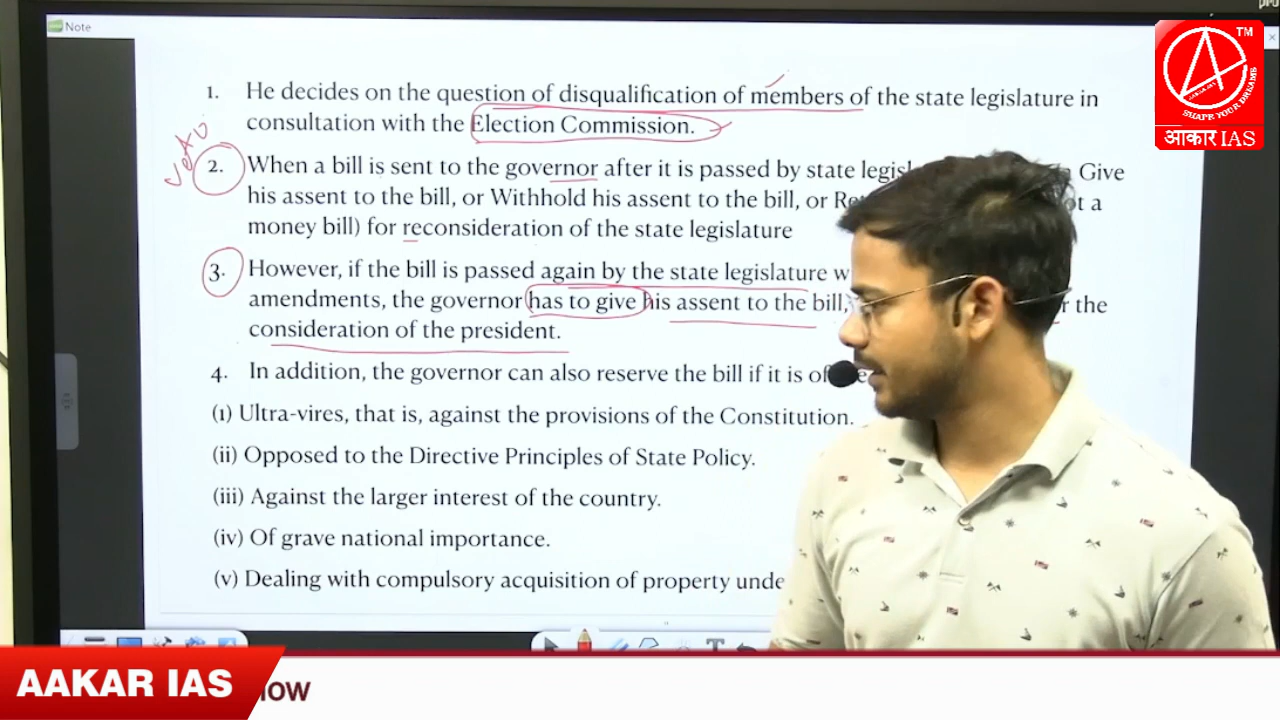 Note
1. He decides on the question of disqualification of members of the state legislature in
consultation with the Election Commission.
veto
2. When a bill is sent to the governor after it is passed by state Give
his assent to the bill, or Withhold his assent to the bill, or a
money bill) for reconsideration of the state legislature
3. However, if the bill is passed again by the state legislature
amendments, the governor has to give his assent to the bill, the
consideration of the president.
4. In addition, the governor can also reserve the bill if it is of
(i) Ultra-vires, that is, against the provisions of the Constitution.
(ii) Opposed to the Directive Principles of State Policy.
(iii) Against the larger interest of the country.
(iv) Of grave national importance.
(v) Dealing with compulsory acquisition of property
TM
A
SHAPE YOUR DREAMS
आकार IAS
AAKAR IAS